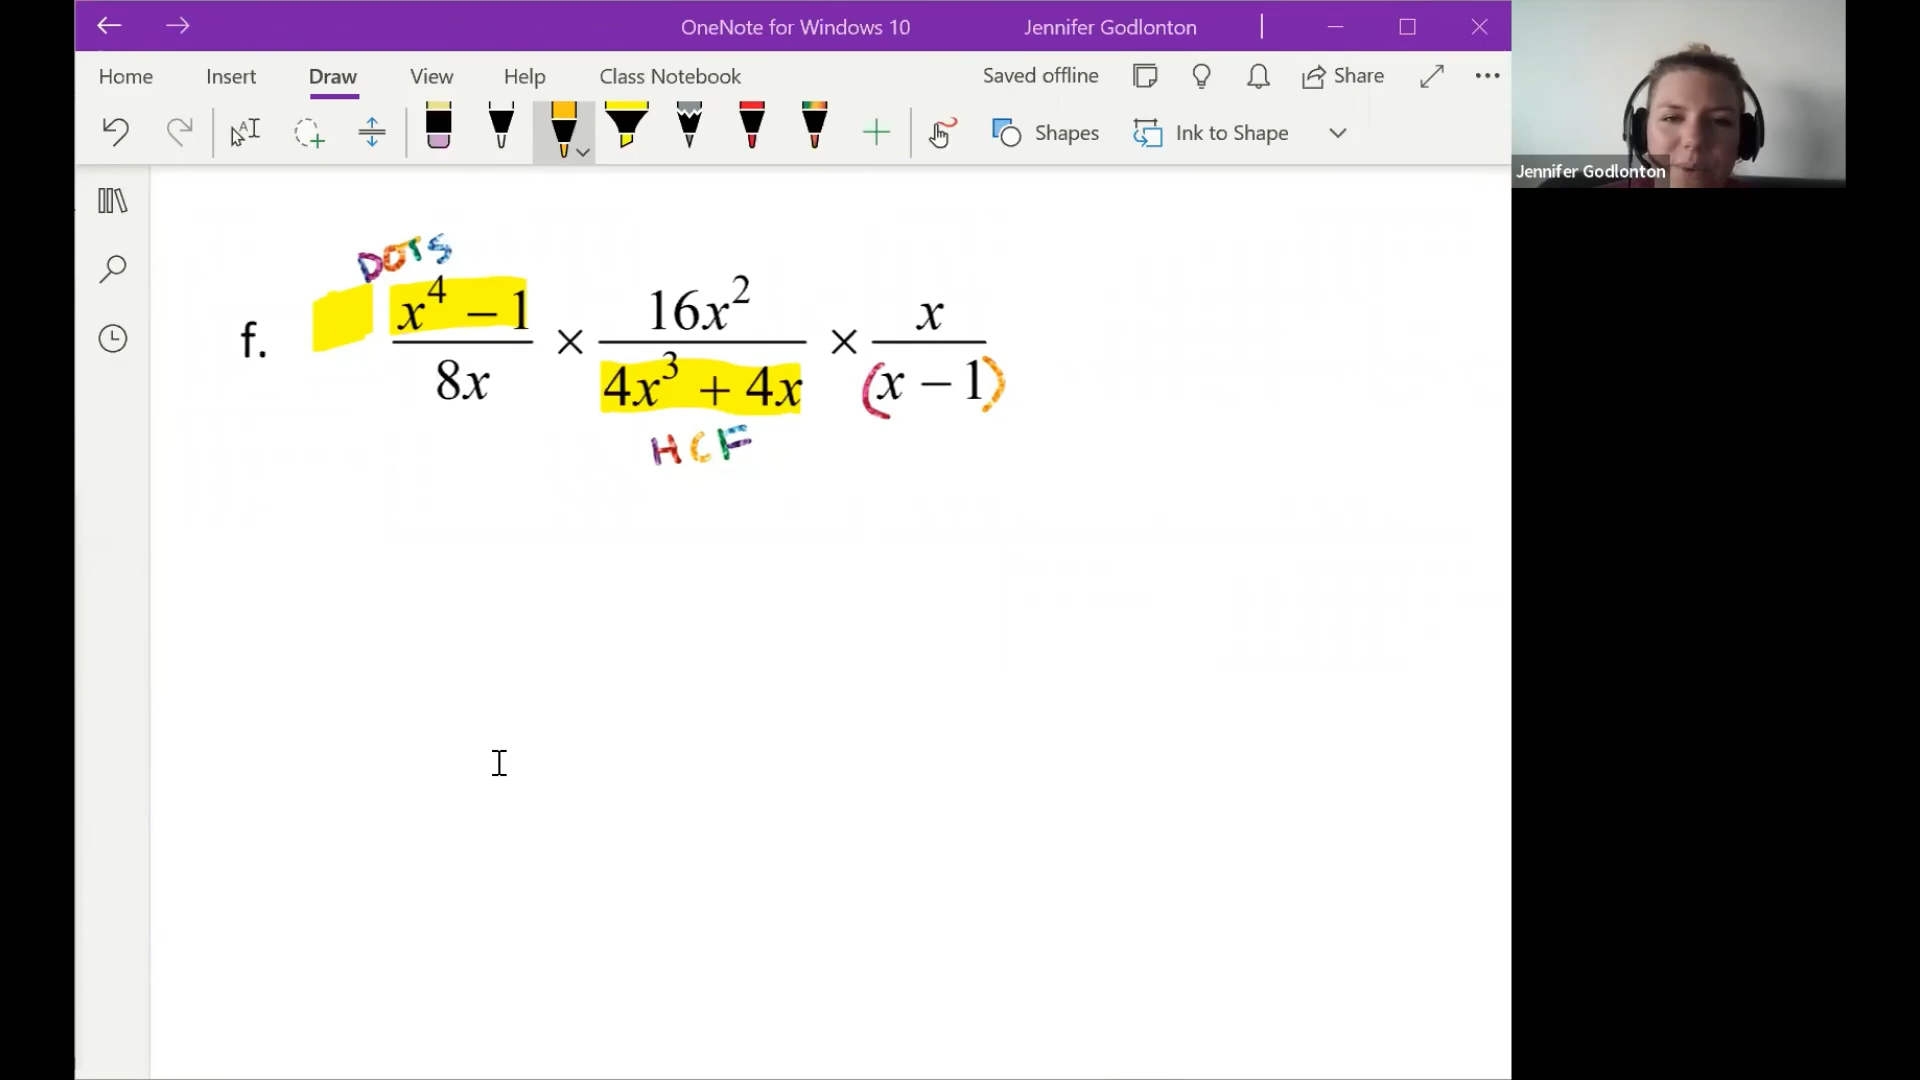 OneNote for Windows 10
Jennifer Godlonton
Home Insert Draw View Help Class Notebook
Saved offline
Share
Shapes
Ink to Shape
Jennifer Godlonton
DOTS
f. (x⁴ − 1)/(8x) × (16x²)/(4x³ + 4x) × x/(x − 1)
HCF